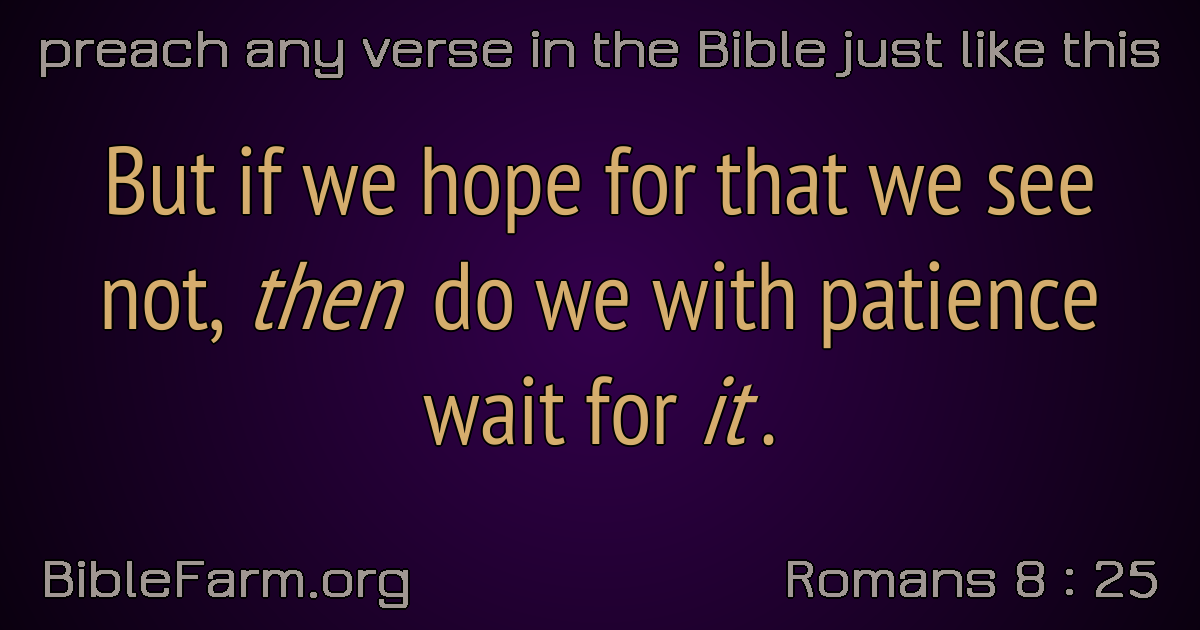 preach any verse in the Bible just like this
But if we hope for that we see
not, then do we with patience
wait for it.
BibleFarm.org
Romans 8 : 25